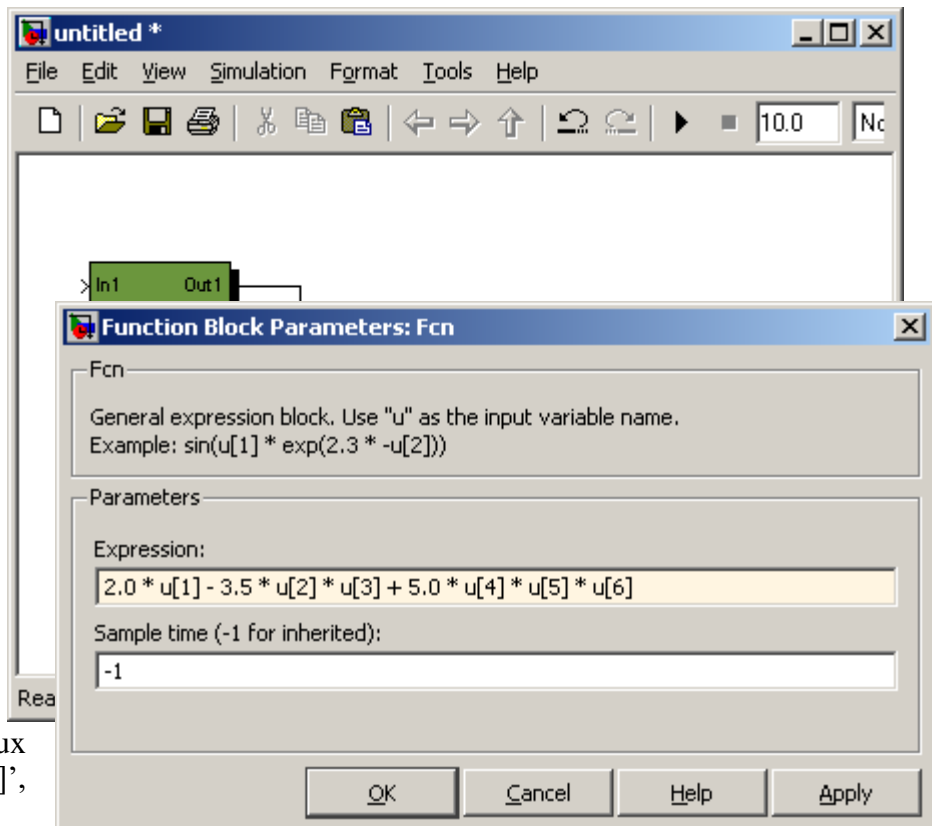 untitled *
File Edit View Simulation Format Tools Help
10.0
In1 Out1
Function Block Parameters: Fcn
Fcn
General expression block. Use "u" as the input variable name.
Example: sin(u[1] * exp(2.3 * -u[2]))
Parameters
Expression:
2.0 * u[1] - 3.5 * u[2] * u[3] + 5.0 * u[4] * u[5] * u[6]
Sample time (-1 for inherited):
-1
Rea
ux
]’,
OK Cancel Help Apply